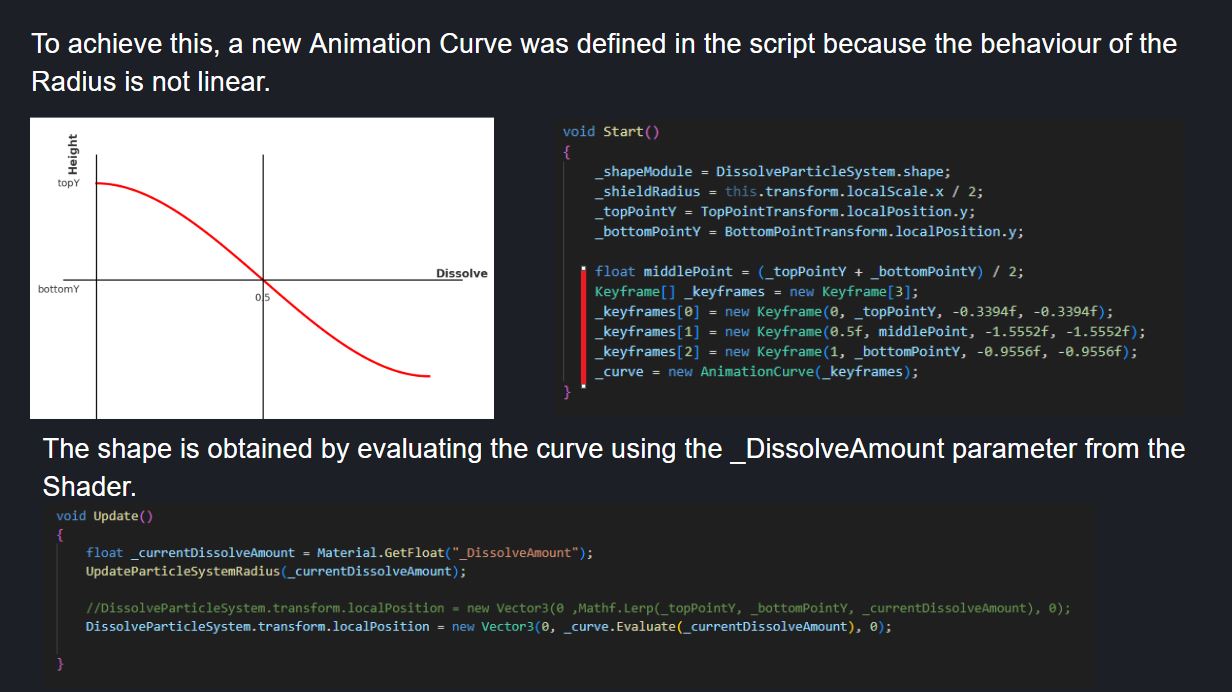 To achieve this, a new Animation Curve was defined in the script because the behaviour of the
Radius is not linear.
Height
topY
Dissolve
bottomY
0.5
void Start()
{
_shapeModule = DissolveParticleSystem.shape;
_shieldRadius = this.transform.localScale.x / 2;
_topPointY = TopPointTransform.localPosition.y;
_bottomPointY = BottomPointTransform.localPosition.y;
float middlePoint = (_topPointY + _bottomPointY) / 2;
Keyframe[] _keyframes = new Keyframe[3];
_keyframes[0] = new Keyframe(0, _topPointY, -0.3394f, -0.3394f);
_keyframes[1] = new Keyframe(0.5f, middlePoint, -1.5552f, -1.5552f);
_keyframes[2] = new Keyframe(1, _bottomPointY, -0.9556f, -0.9556f);
_curve = new AnimationCurve(_keyframes);
}
The shape is obtained by evaluating the curve using the _DissolveAmount parameter from the
Shader.
void Update()
{
float _currentDissolveAmount = Material.GetFloat("_DissolveAmount");
UpdateParticleSystemRadius(_currentDissolveAmount);
//DissolveParticleSystem.transform.localPosition = new Vector3(0 ,Mathf.Lerp(_topPointY, _bottomPointY, _currentDissolveAmount), 0);
DissolveParticleSystem.transform.localPosition = new Vector3(0, _curve.Evaluate(_currentDissolveAmount), 0);
}